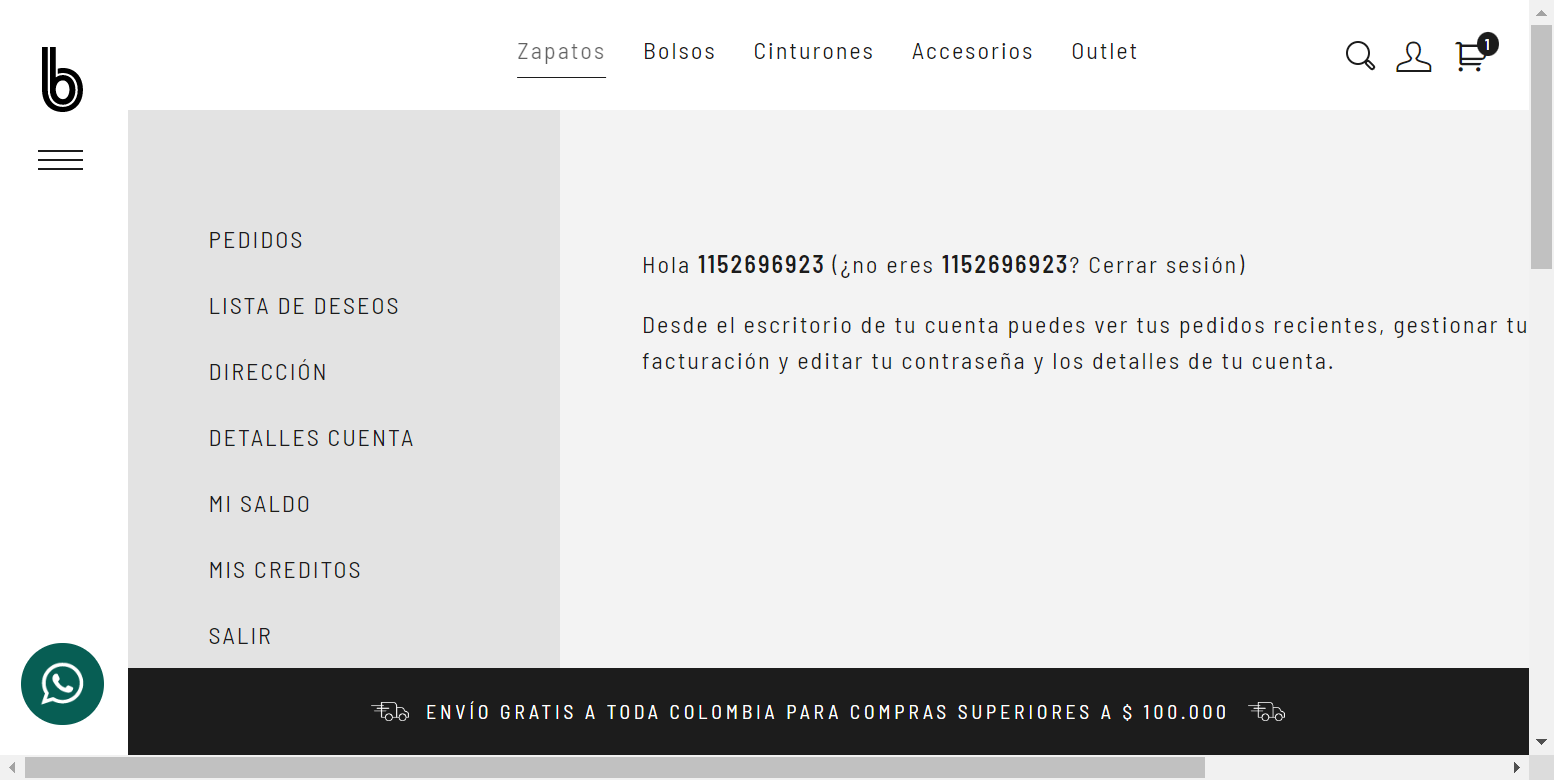 b
Zapatos Bolsos Cinturones Accesorios Outlet
1
PEDIDOS
LISTA DE DESEOS
DIRECCIÓN
DETALLES CUENTA
MI SALDO
MIS CREDITOS
SALIR
Hola 1152696923 (¿no eres 1152696923? Cerrar sesión)
Desde el escritorio de tu cuenta puedes ver tus pedidos recientes, gestionar tu
facturación y editar tu contraseña y los detalles de tu cuenta.
ENVÍO GRATIS A TODA COLOMBIA PARA COMPRAS SUPERIORES A $ 100.000